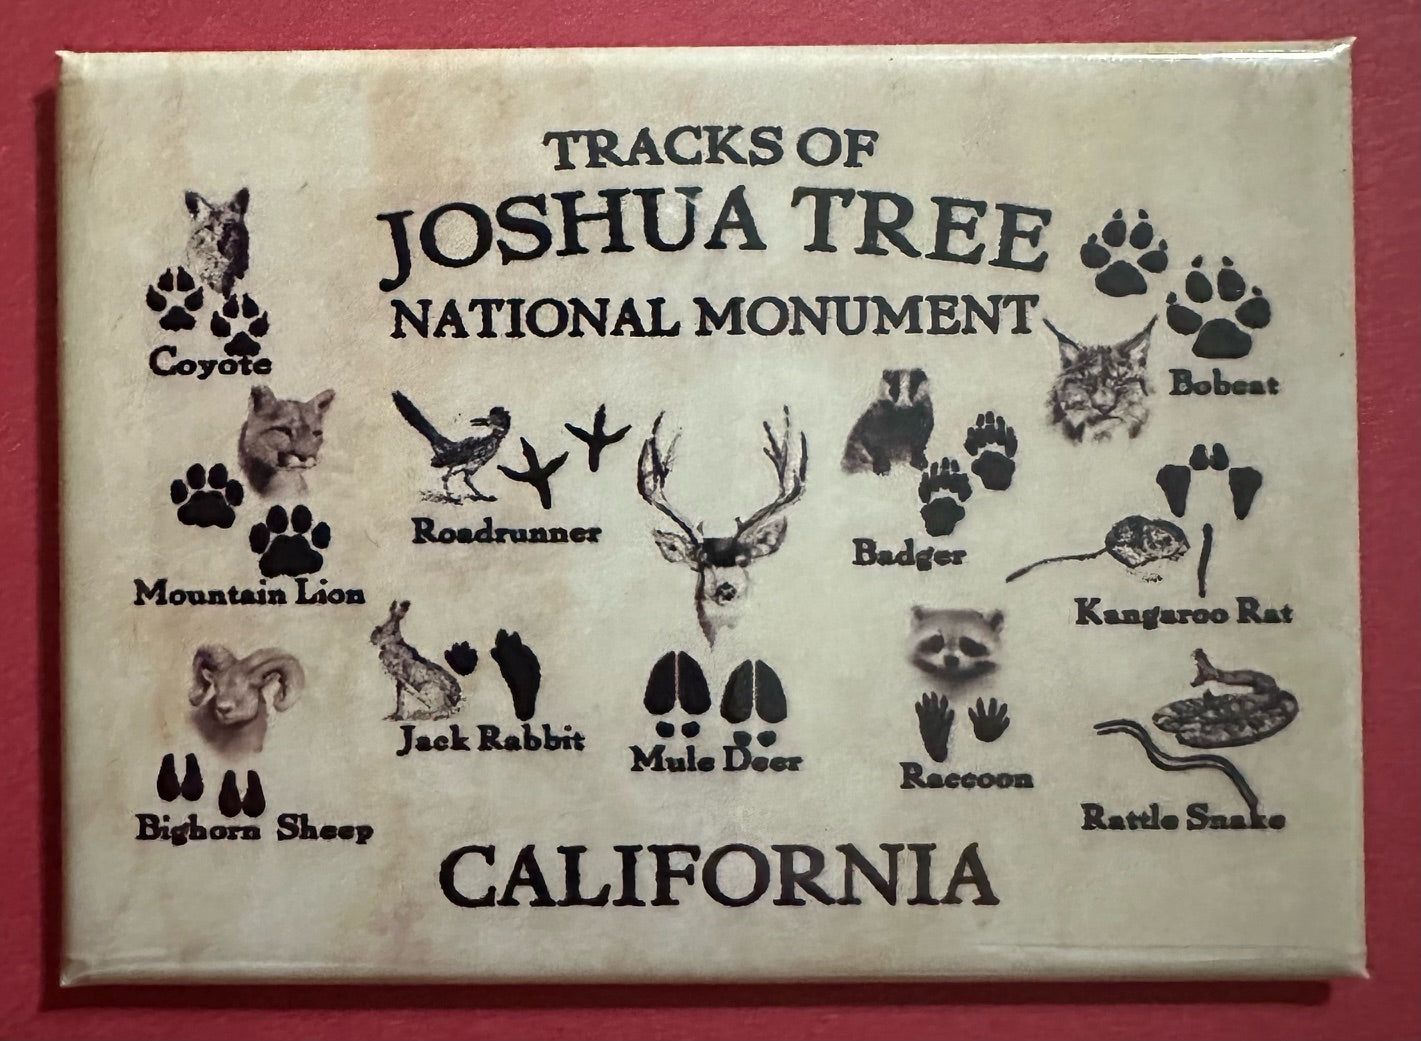 TRACKS OF
JOSHUA TREE
NATIONAL MONUMENT
Coyote
Bobcat
Mountain Lion
Roadrunner
Badger
Kangaroo Rat
Bighorn Sheep
Jack Rabbit
Mule Deer
Raccoon
Rattle Snake
CALIFORNIA